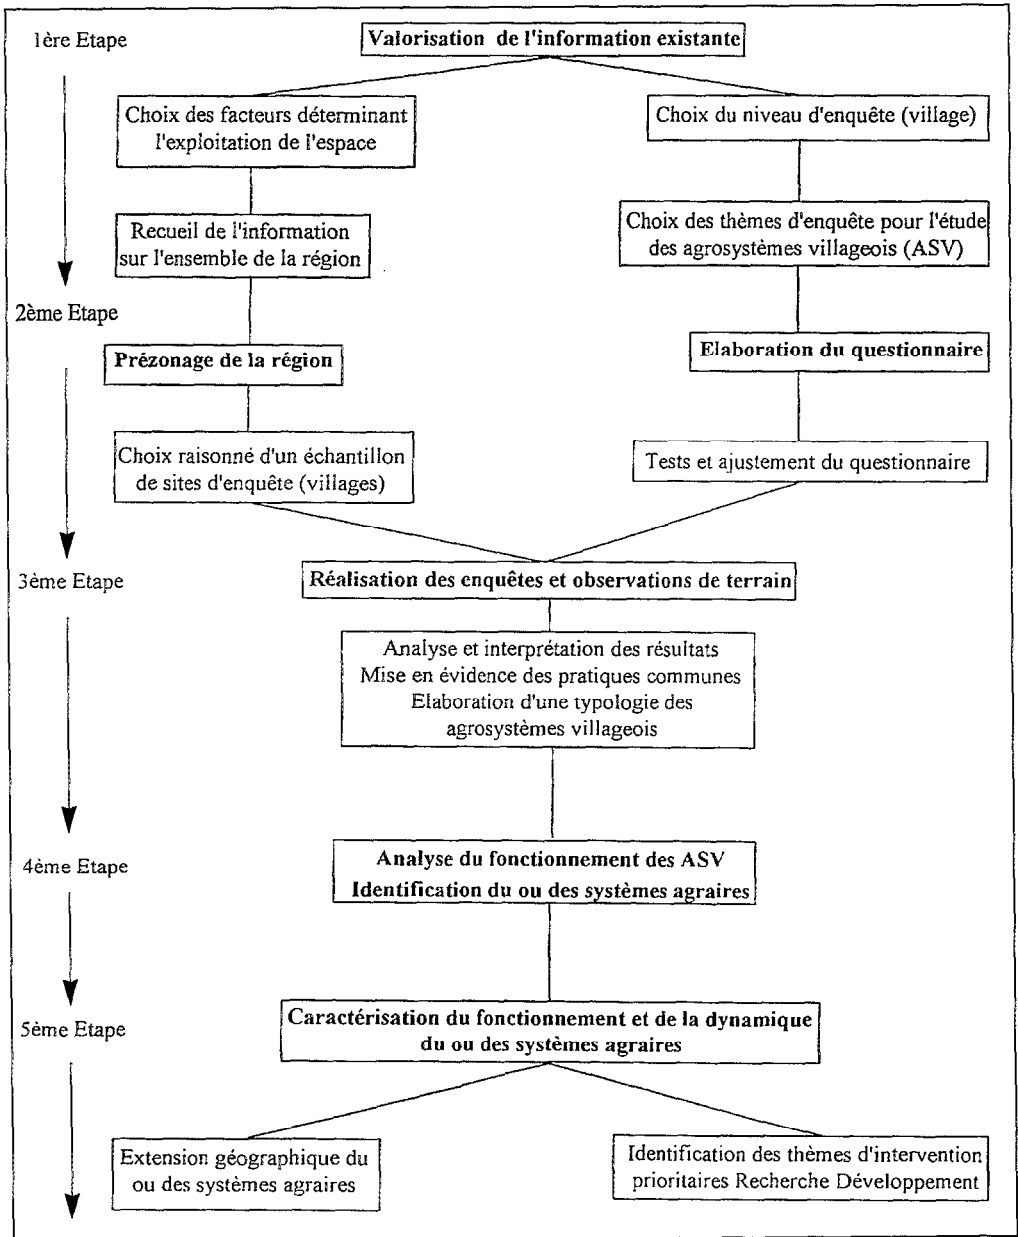 1ère Etape
Valorisation de l'information existante
Choix des facteurs déterminant
l'exploitation de l'espace
Choix du niveau d'enquête (village)
Recueil de l'information
sur l'ensemble de la région
Choix des thèmes d'enquête pour l'étude
des agrosystèmes villageois (ASV)
2ème Etape
Prézonage de la région
Elaboration du questionnaire
Choix raisonné d'un échantillon
de sites d'enquête (villages)
Tests et ajustement du questionnaire
3ème Etape
Réalisation des enquêtes et observations de terrain
Analyse et interprétation des résultats
Mise en évidence des pratiques communes
Elaboration d'une typologie des
agrosystèmes villageois
4ème Etape
Analyse du fonctionnement des ASV
Identification du ou des systèmes agraires
5ème Etape
Caractérisation du fonctionnement et de la dynamique
du ou des systèmes agraires
Extension géographique du
ou des systèmes agraires
Identification des thèmes d'intervention
prioritaires Recherche Développement